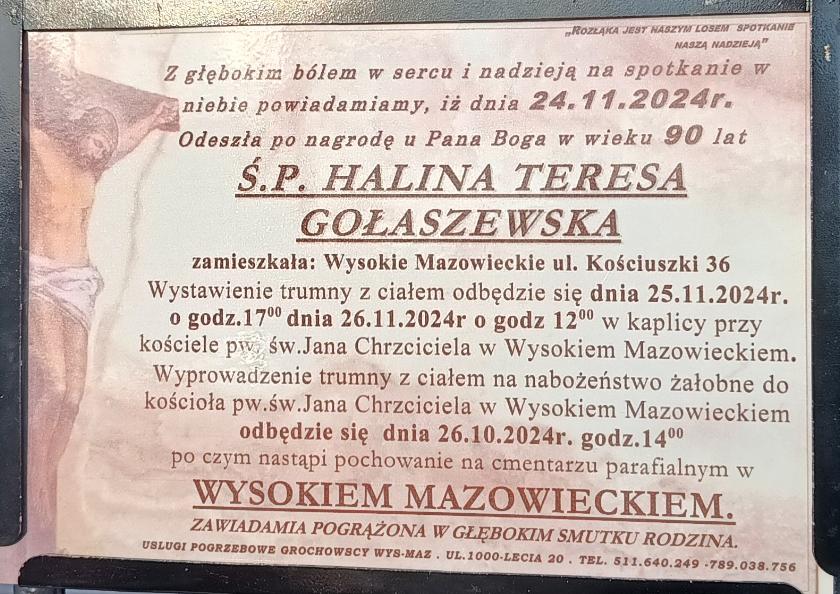 „Rozłąka jest naszym losem spotkanie
naszą nadzieją”
Z głębokim bólem w sercu i nadzieją na spotkanie w
niebie powiadamiamy, iż dnia 24.11.2024r.
Odeszła po nagrodę u Pana Boga w wieku 90 lat
Ś.P. HALINA TERESA
GOŁASZEWSKA
zamieszkała: Wysokie Mazowieckie ul. Kościuszki 36
Wystawienie trumny z ciałem odbędzie się dnia 25.11.2024r.
o godz.17⁰⁰ dnia 26.11.2024r o godz 12⁰⁰ w kaplicy przy
kościele pw. św.Jana Chrzciciela w Wysokiem Mazowieckiem.
Wyprowadzenie trumny z ciałem na nabożeństwo żałobne do
kościoła pw.św.Jana Chrzciciela w Wysokiem Mazowieckiem
odbędzie się dnia 26.10.2024r. godz.14⁰⁰
po czym nastąpi pochowanie na cmentarzu parafialnym w
WYSOKIEM MAZOWIECKIEM.
ZAWIADAMIA POGRĄŻONA W GŁĘBOKIM SMUTKU RODZINA.
USLUGI POGRZEBOWE GROCHOWSCY WYS-MAZ . UL.1000-LECIA 20 . TEL. 511.640.249 -789.038.756